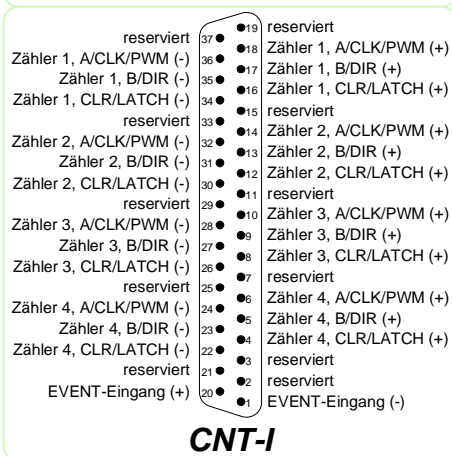 19 reserviert
reserviert 37
18 Zähler 1, A/CLK/PWM (+)
Zähler 1, A/CLK/PWM (-) 36
17 Zähler 1, B/DIR (+)
Zähler 1, B/DIR (-) 35
16 Zähler 1, CLR/LATCH (+)
Zähler 1, CLR/LATCH (-) 34
15 reserviert
reserviert 33
14 Zähler 2, A/CLK/PWM (+)
Zähler 2, A/CLK/PWM (-) 32
13 Zähler 2, B/DIR (+)
Zähler 2, B/DIR (-) 31
12 Zähler 2, CLR/LATCH (+)
Zähler 2, CLR/LATCH (-) 30
11 reserviert
reserviert 29
10 Zähler 3, A/CLK/PWM (+)
Zähler 3, A/CLK/PWM (-) 28
9 Zähler 3, B/DIR (+)
Zähler 3, B/DIR (-) 27
8 Zähler 3, CLR/LATCH (+)
Zähler 3, CLR/LATCH (-) 26
7 reserviert
reserviert 25
6 Zähler 4, A/CLK/PWM (+)
Zähler 4, A/CLK/PWM (-) 24
5 Zähler 4, B/DIR (+)
Zähler 4, B/DIR (-) 23
4 Zähler 4, CLR/LATCH (+)
Zähler 4, CLR/LATCH (-) 22
3 reserviert
reserviert 21
2 reserviert
EVENT-Eingang (+) 20
1 EVENT-Eingang (-)
CNT-I